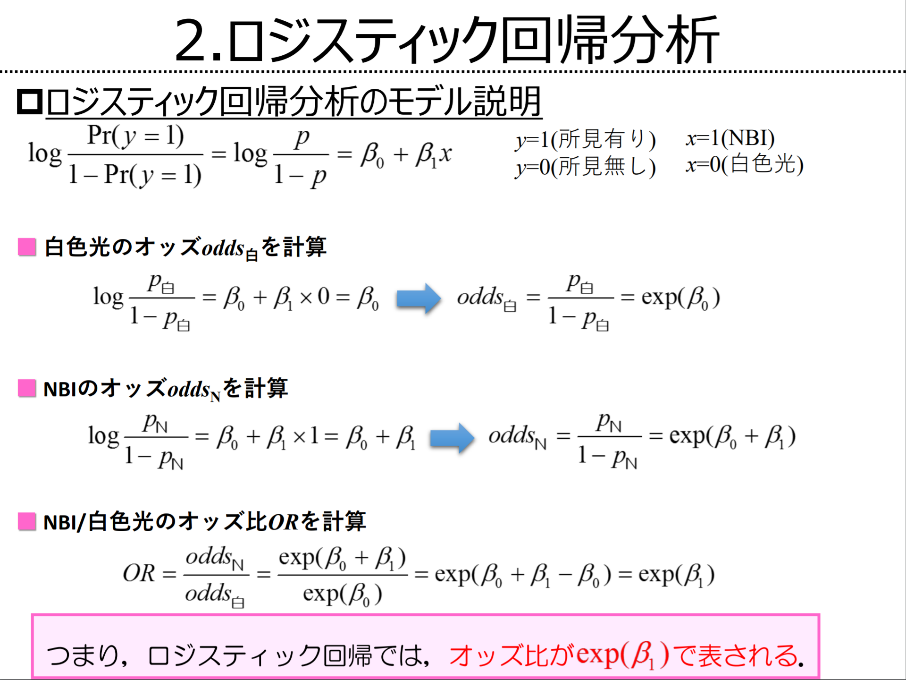 2.ロジスティック回帰分析
ロジスティック回帰分析のモデル説明
log Pr(y = 1) / 1 − Pr(y = 1) = log p / 1 − p = β₀ + β₁x
y=1(所見有り) x=1(NBI)
y=0(所見無し) x=0(白色光)
白色光のオッズodds白を計算
log p白 / 1 − p白 = β₀ + β₁ × 0 = β₀ odds白 = p白 / 1 − p白 = exp(β₀)
NBIのオッズodds_Nを計算
log p_N / 1 − p_N = β₀ + β₁ × 1 = β₀ + β₁ odds_N = p_N / 1 − p_N = exp(β₀ + β₁)
NBI/白色光のオッズ比ORを計算
OR = odds_N / odds白 = exp(β₀ + β₁) / exp(β₀) = exp(β₀ + β₁ − β₀) = exp(β₁)
つまり，ロジスティック回帰では，オッズ比がexp(β₁)で表される．